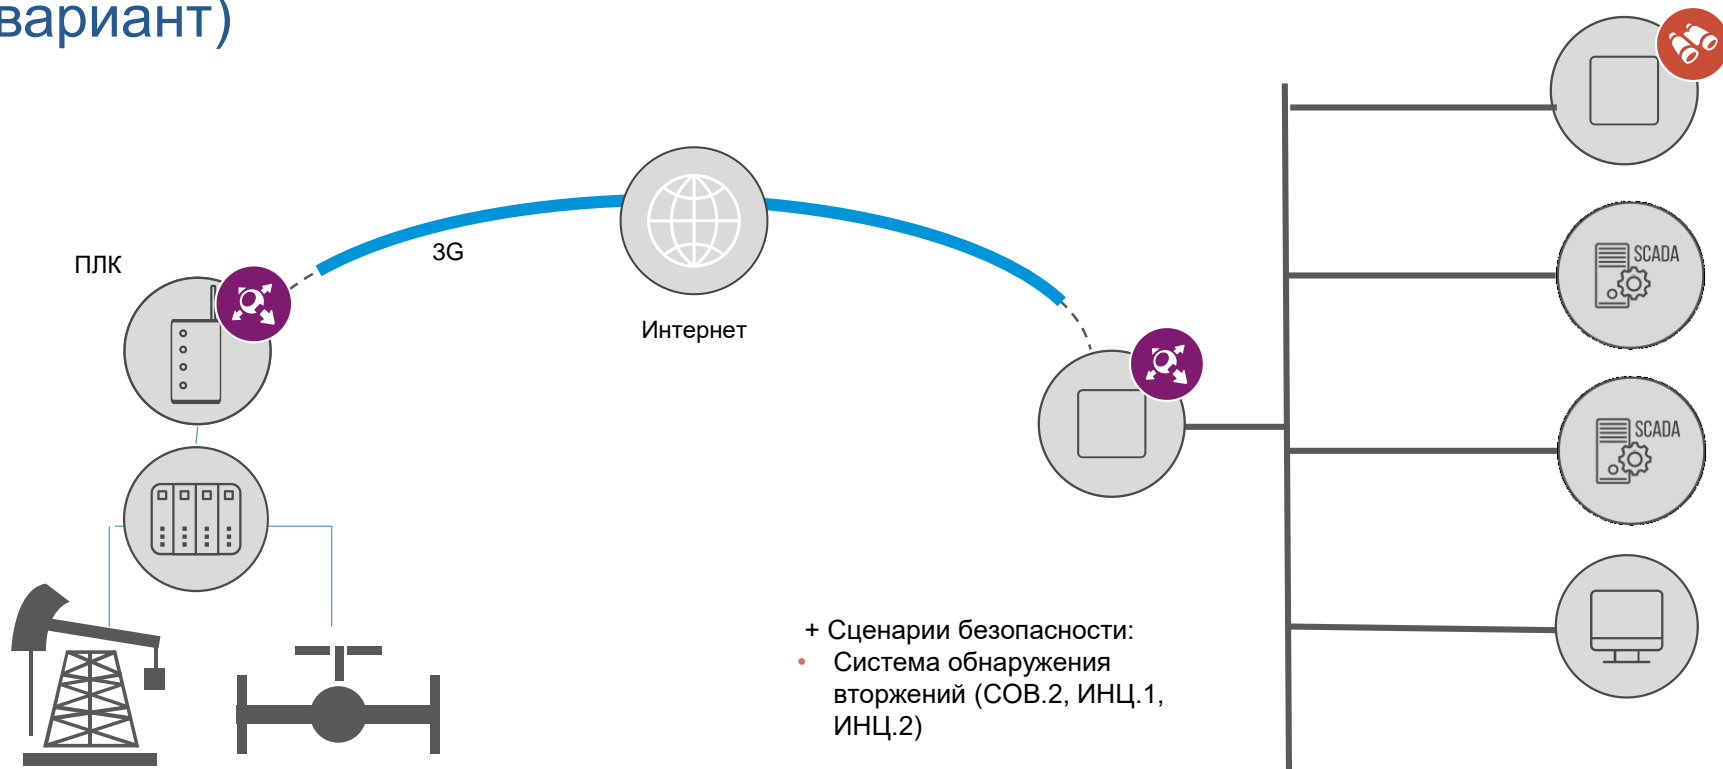 вариант)
3G
ПЛК
Интернет
SCADA
SCADA
+ Сценарии безопасности:
• Система обнаружения
вторжений (СОВ.2, ИНЦ.1,
ИНЦ.2)